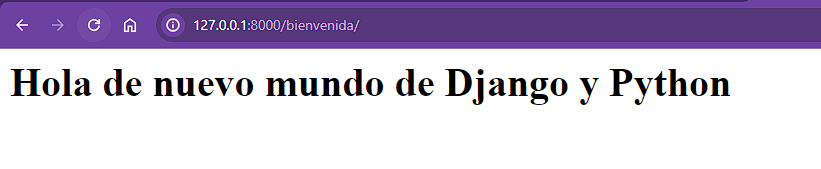 127.0.0.1:8000/bienvenida/
Hola de nuevo mundo de Django y Python